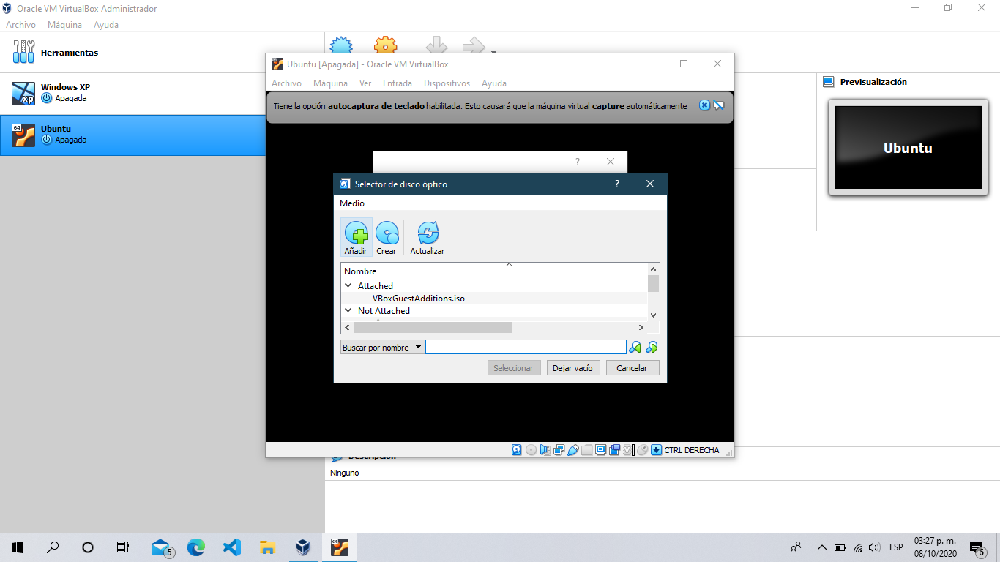 Oracle VM VirtualBox Administrador
Archivo Máquina Ayuda
Herramientas
Windows XP
xp
Apagada
64
Ubuntu
Apagada
Ubuntu [Apagada] - Oracle VM VirtualBox
Archivo Máquina Ver Entrada Dispositivos Ayuda
Tiene la opción autocaptura de teclado habilitada. Esto causará que la máquina virtual capture automáticamente
Selector de disco óptico
Medio
Añadir Crear Actualizar
Nombre
Attached
VBoxGuestAdditions.iso
Not Attached
Buscar por nombre
Seleccionar Dejar vacío Cancelar
CTRL DERECHA
Previsualización
Ubuntu
Descripción
Ninguno
5
ESP
03:27 p. m.
08/10/2020
6